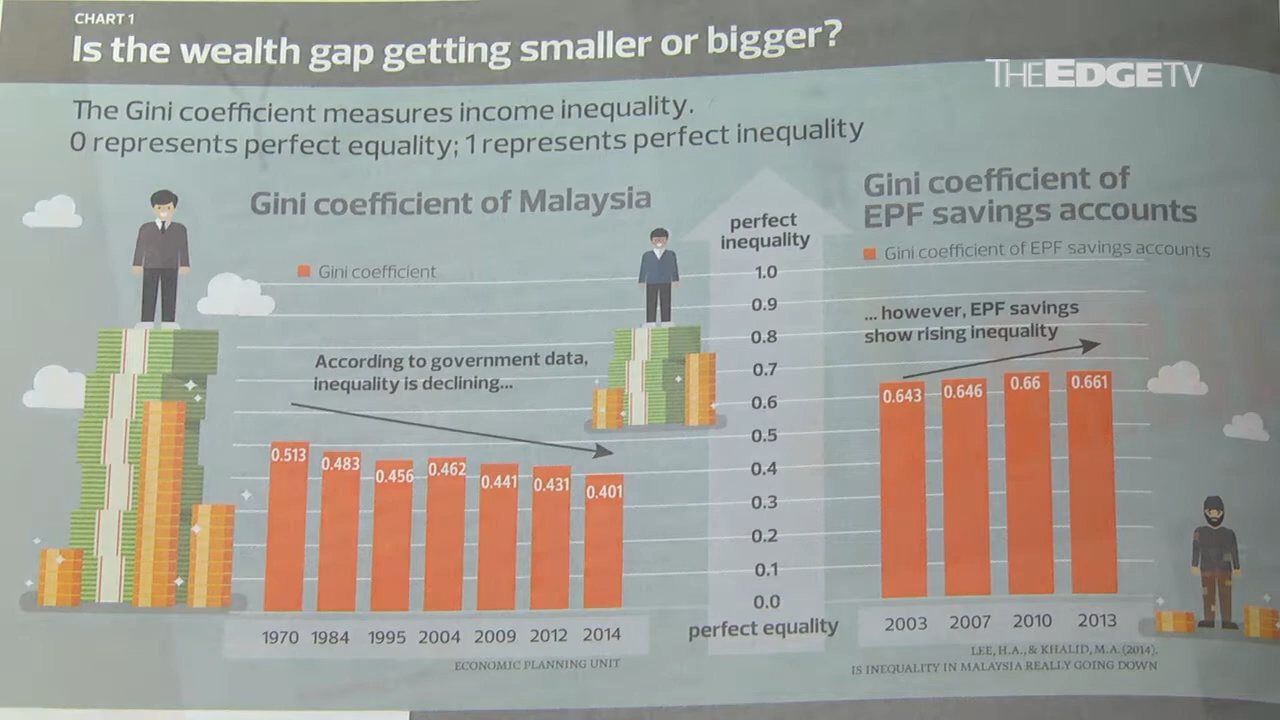 CHART 1
Is the wealth gap getting smaller or bigger?
THEEDGETV
The Gini coefficient measures income inequality.
0 represents perfect equality; 1 represents perfect inequality
Gini coefficient of Malaysia
Gini coefficient
According to government data,
inequality is declining...
0.513 0.483 0.456 0.462 0.441 0.431 0.401
1970 1984 1995 2004 2009 2012 2014
ECONOMIC PLANNING UNIT
perfect
inequality
1.0
0.9
0.8
0.7
0.6
0.5
0.4
0.3
0.2
0.1
0.0
perfect equality
Gini coefficient of
EPF savings accounts
Gini coefficient of EPF savings accounts
... however, EPF savings
show rising inequality
0.643 0.646 0.66 0.661
2003 2007 2010 2013
LEE, H.A., & KHALID, M.A. (2014).
IS INEQUALITY IN MALAYSIA REALLY GOING DOWN